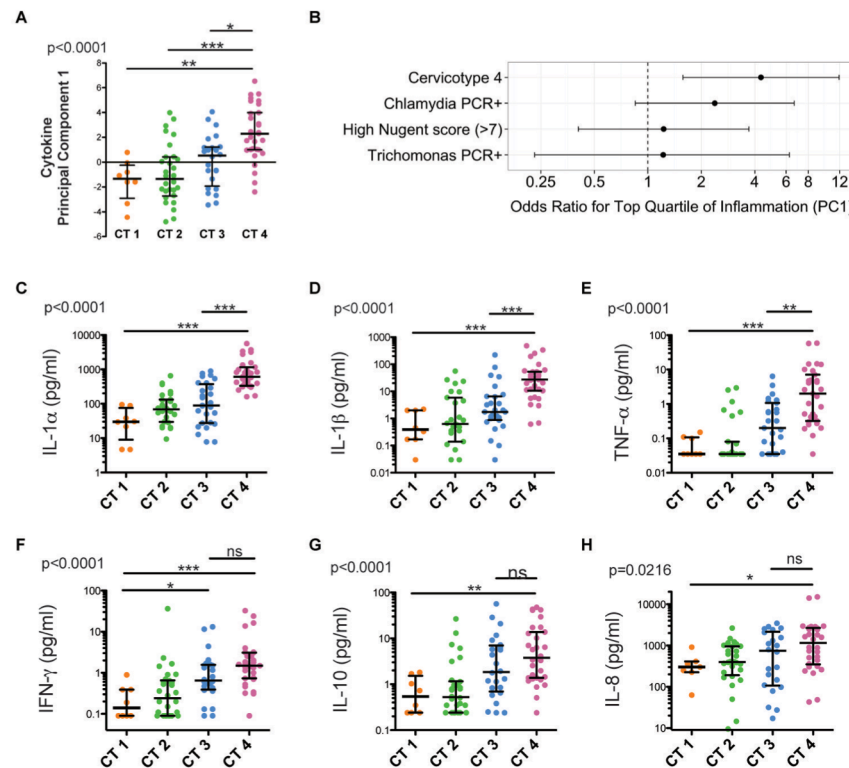 A
p<0.0001
*
***
**
Cytokine
Principal Component 1
8
6
4
2
0
-2
-4
-6
CT 1 CT 2 CT 3 CT 4
B
Cervicotype 4
Chlamydia PCR+
High Nugent score (>7)
Trichomonas PCR+
0.25 0.5 1 2 4 6 8 12
Odds Ratio for Top Quartile of Inflammation (PC1)
C
p<0.0001
***
***
IL-1α (pg/ml)
10000
1000
100
10
1
CT 1 CT 2 CT 3 CT 4
D
p<0.0001
***
***
IL-1β (pg/ml)
1000
100
10
1
0.1
0.01
CT 1 CT 2 CT 3 CT 4
E
p<0.0001
**
***
TNF-α (pg/ml)
100
10
1
0.1
0.01
CT 1 CT 2 CT 3 CT 4
F
p<0.0001
ns
***
*
IFN-γ (pg/ml)
100
10
1
0.1
CT 1 CT 2 CT 3 CT 4
G
p<0.0001
ns
**
IL-10 (pg/ml)
100
10
1
0.1
CT 1 CT 2 CT 3 CT 4
H
p=0.0216
ns
*
IL-8 (pg/ml)
10000
1000
100
10
CT 1 CT 2 CT 3 CT 4